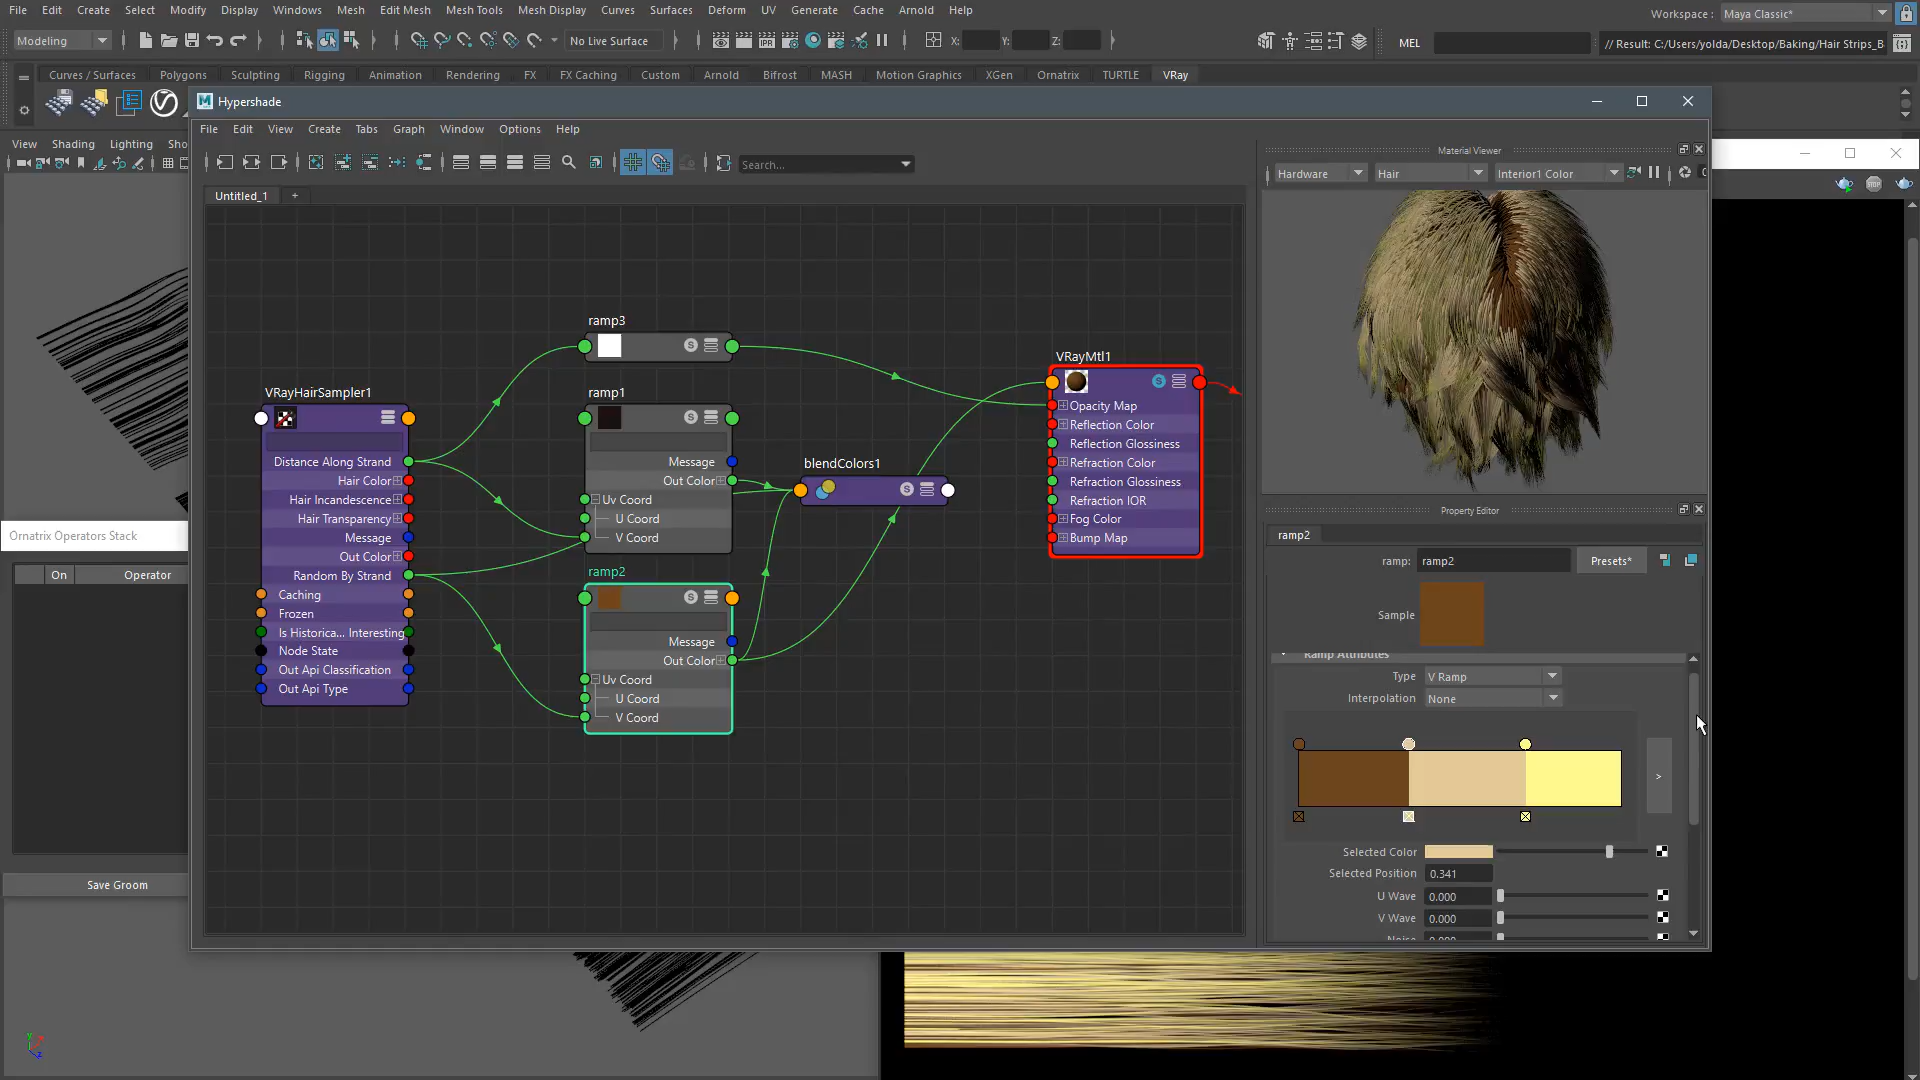 File Edit Create Select Modify Display Windows Mesh Edit Mesh Mesh Tools Mesh Display Curves Surfaces Deform UV Generate Cache Arnold Help
Workspace : Maya Classic*
Modeling
No Live Surface
X: Y: Z:
MEL
// Result: C:/Users/yolda/Desktop/Baking/Hair Strips_B
Curves / Surfaces Polygons Sculpting Rigging Animation Rendering FX FX Caching Custom Arnold Bifrost MASH Motion Graphics XGen Ornatrix TURTLE VRay
Hypershade
File Edit View Create Tabs Graph Window Options Help
View Shading Lighting Sho
Search...
Untitled_1 +
Material Viewer
Hardware Hair Interior1 Color
STOP
ramp3
S
VRayHairSampler1
Distance Along Strand
Hair Color
Hair Incandescence
Hair Transparency
Message
Out Color
Random By Strand
Caching
Frozen
Is Historica... Interesting
Node State
Out Api Classification
Out Api Type
ramp1
S
Message
Out Color
Uv Coord
U Coord
V Coord
ramp2
S
Message
Out Color
Uv Coord
U Coord
V Coord
blendColors1
S
VRayMtl1
S
Opacity Map
Reflection Color
Reflection Glossiness
Refraction Color
Refraction Glossiness
Refraction IOR
Fog Color
Bump Map
Property Editor
ramp2
ramp: ramp2 Presets*
Sample
Ramp Attributes
Type V Ramp
Interpolation None
>
Selected Color
Selected Position 0.341
U Wave 0.000
V Wave 0.000
Noise 0.000
Ornatrix Operators Stack
On Operator
Save Groom